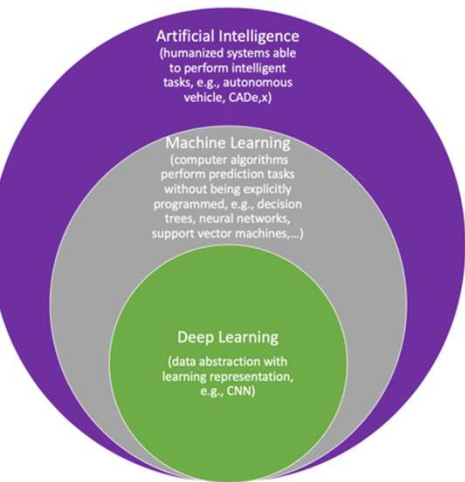 Artificial Intelligence
(humanized systems able
to perform intelligent
tasks, e.g., autonomous
vehicle, CADe,x)
Machine Learning
(computer algorithms
perform prediction tasks
without being explicitly
programmed, e.g., decision
trees, neural networks,
support vector machines,...)
Deep Learning
(data abstraction with
learning representation,
e.g., CNN)